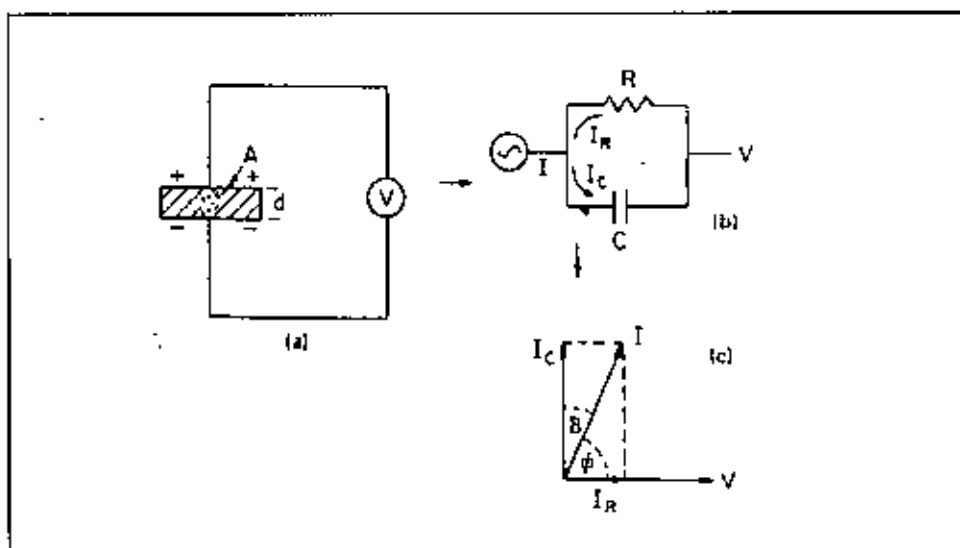 A
+ +
d
- -
V
(a)
R
I_R
I
I_C
V
C
(b)
I_C
I
(c)
δ
φ
I_R
V